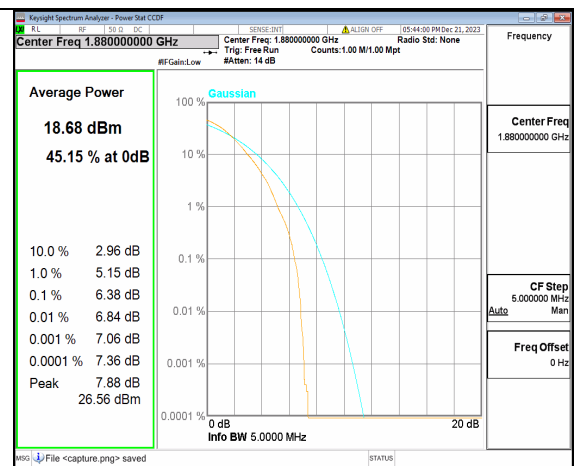 Keysight Spectrum Analyzer - Power Stat CCDF
LXI RL RF 50 Ω DC SENSE:INT ALIGN OFF 05:44:00 PM Dec 21, 2023
Center Freq 1.880000000 GHz
Center Freq: 1.880000000 GHz Radio Std: None
Trig: Free Run Counts:1.00 M/1.00 Mpt
#IFGain:Low #Atten: 14 dB
Frequency
Average Power
18.68 dBm
45.15 % at 0dB
10.0 % 2.96 dB
1.0 % 5.15 dB
0.1 % 6.38 dB
0.01 % 6.84 dB
0.001 % 7.06 dB
0.0001 % 7.36 dB
Peak 7.88 dB
26.56 dBm
Gaussian
100 %
10 %
1 %
0.1 %
0.01 %
0.001 %
0.0001 %
0 dB 20 dB
Info BW 5.0000 MHz
Center Freq
1.880000000 GHz
CF Step
5.000000 MHz
Auto Man
Freq Offset
0 Hz
MSG File <capture.png> saved STATUS